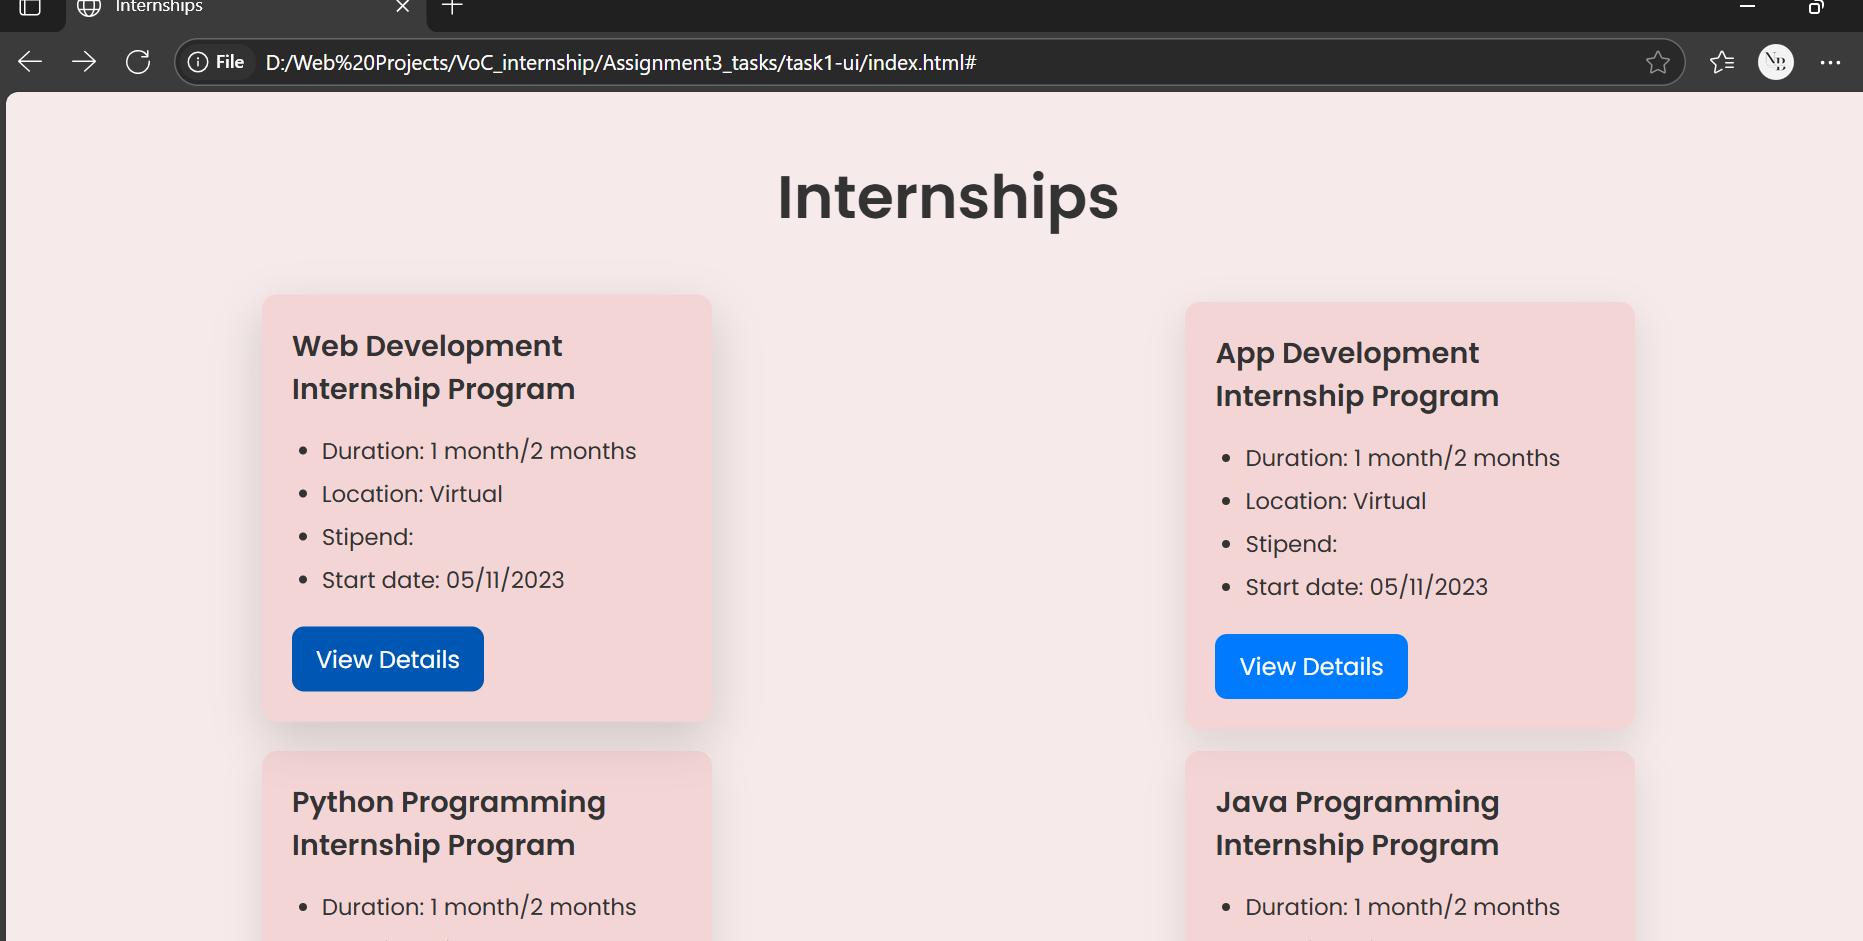 Internships
File D:/Web%20Projects/VoC_internship/Assignment3_tasks/task1-ui/index.html#
NB
Internships
Web Development
Internship Program
• Duration: 1 month/2 months
• Location: Virtual
• Stipend:
• Start date: 05/11/2023
View Details
App Development
Internship Program
• Duration: 1 month/2 months
• Location: Virtual
• Stipend:
• Start date: 05/11/2023
View Details
Python Programming
Internship Program
• Duration: 1 month/2 months
Java Programming
Internship Program
• Duration: 1 month/2 months